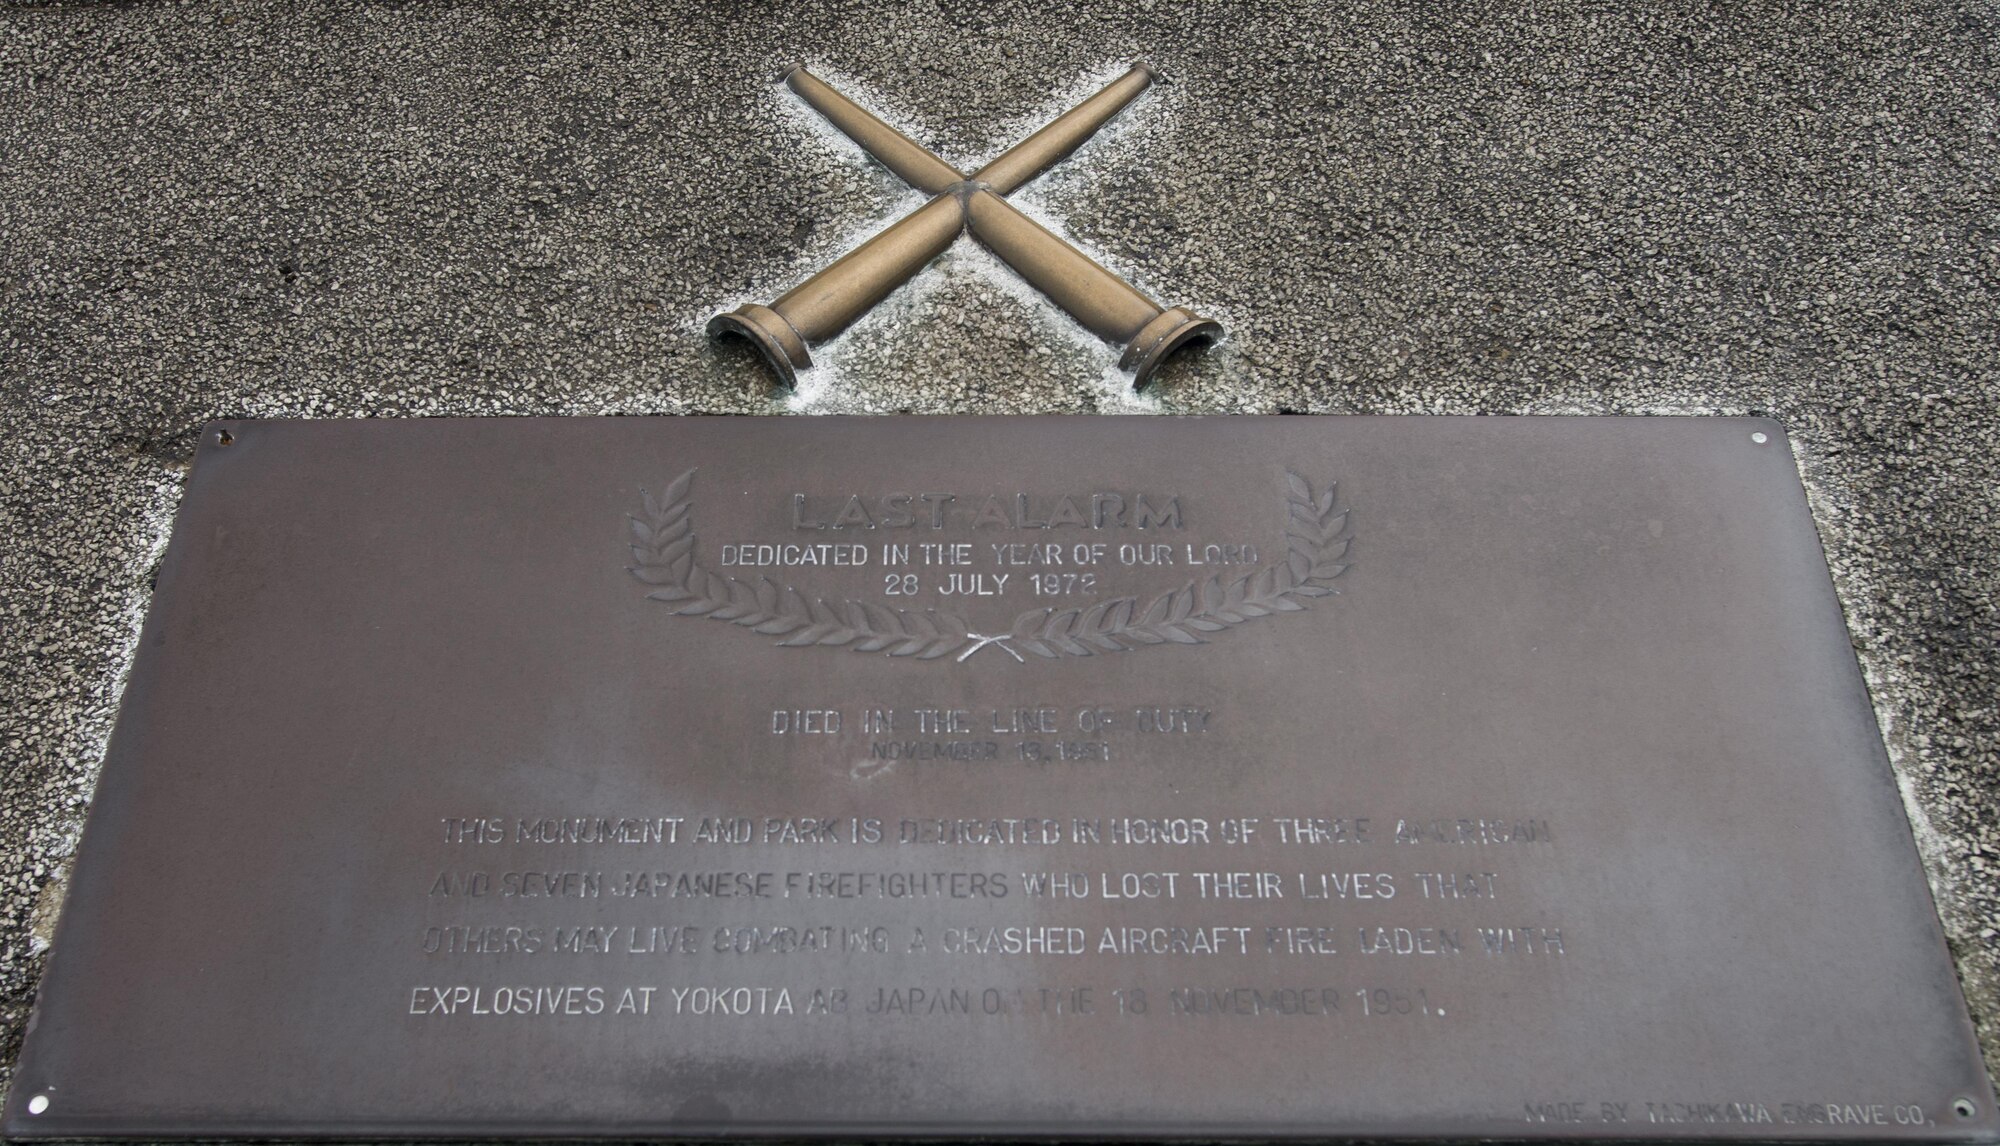 LAST ALARM
DEDICATED IN THE YEAR OF OUR LORD
28 JULY 1972
DIED IN THE LINE OF DUTY
NOVEMBER 18, 1951
THIS MONUMENT AND PARK IS DEDICATED IN HONOR OF THREE AMERICAN
AND SEVEN JAPANESE FIREFIGHTERS WHO LOST THEIR LIVES THAT
OTHERS MAY LIVE COMBATING A CRASHED AIRCRAFT FIRE LADEN WITH
EXPLOSIVES AT YOKOTA AB JAPAN ON THE 18 NOVEMBER 1951.
MADE BY TACHIKAWA ENGRAVE CO,